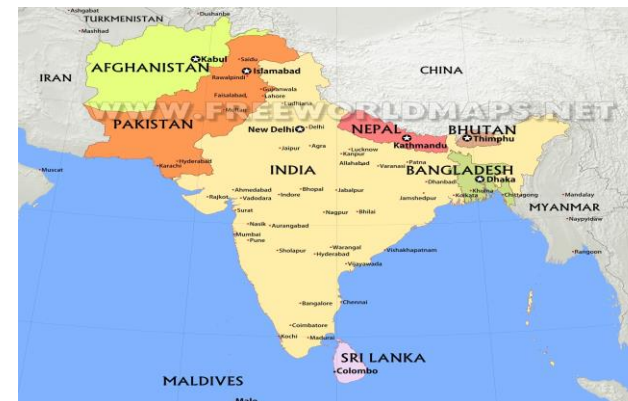 Ashgabat
Dushanbe
TURKMENISTAN
Mashhad
Kabul
Saidu
AFGHANISTAN
Islamabad
Rawalpindi
IRAN
CHINA
Faisalabad
Gujranwala
Lahore
Ludhiana
WWW.FREEWORLDMAPS.NET
Multan
PAKISTAN
New Delhi
Delhi
NEPAL
BHUTAN
Thimphu
Kathmandu
Jaipur
Agra
Lucknow
Kanpur
Hyderabad
Karachi
Allahabad
Varanasi
Patna
INDIA
BANGLADESH
Muscat
Dhanbad
Dhaka
Ahmedabad
Bhopal
Rajkot
Vadodara
Indore
Jabalpur
Jamshedpur
Khulna
Kolkata
Chittagong
Mandalay
Surat
Nagpur
Bhilai
MYANMAR
Naypyidaw
Nasik
Aurangabad
Mumbai
Pune
Sholapur
Warangal
Hyderabad
Vishakhapatnam
Vijayawada
Rangoon
Bangalore
Chennai
Coimbatore
Kochi
Madurai
SRI LANKA
Colombo
MALDIVES
Male